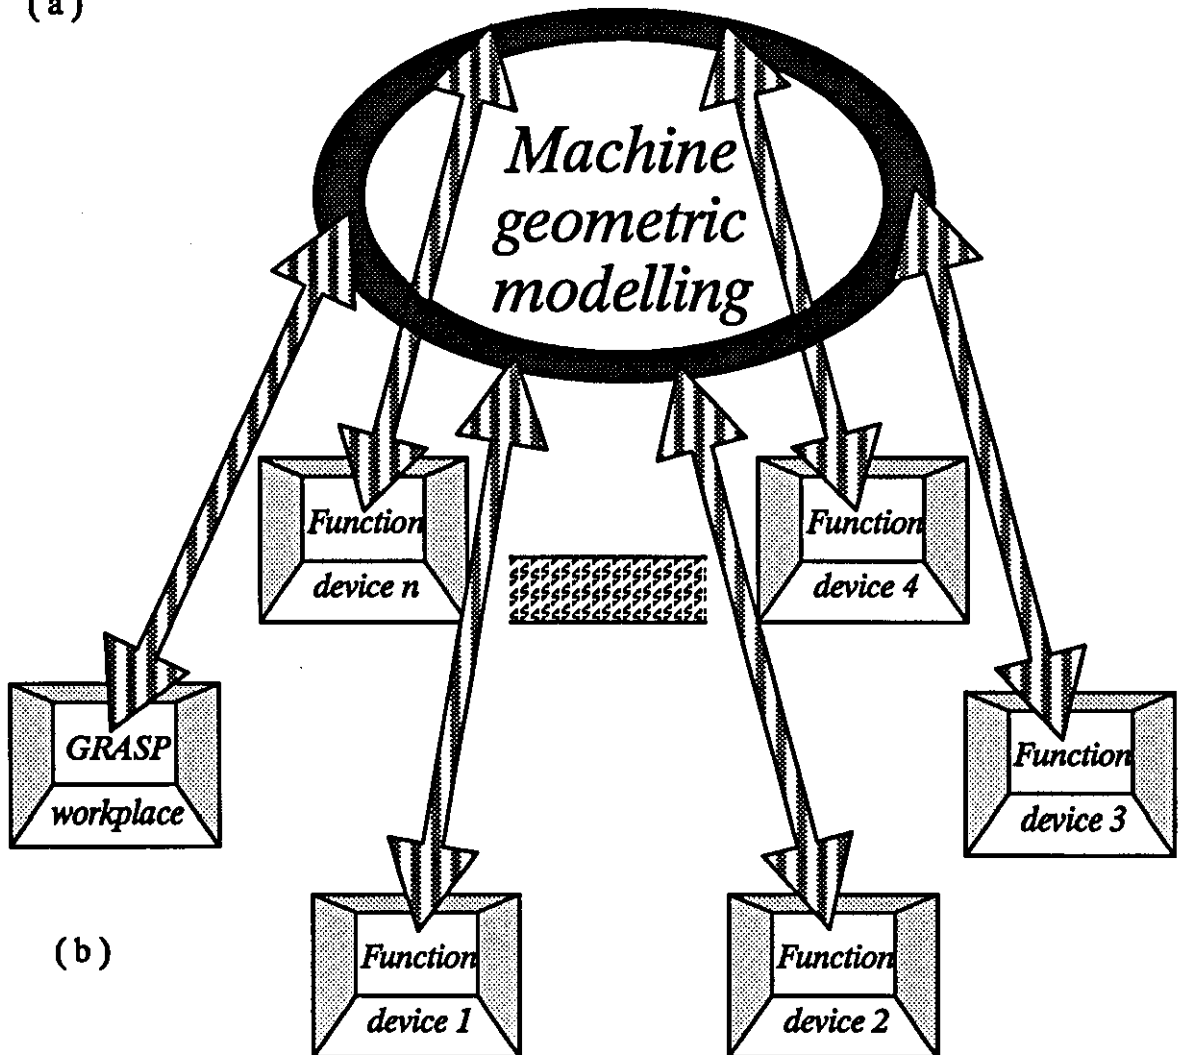 (a)
Machine
geometric
modelling
Function
device n
Function
device 4
GRASP
workplace
Function
device 3
(b)
Function
device 1
Function
device 2